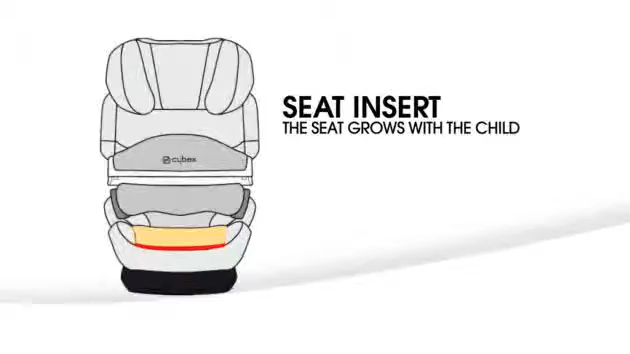 SEAT INSERT
THE SEAT GROWS WITH THE CHILD
cybex